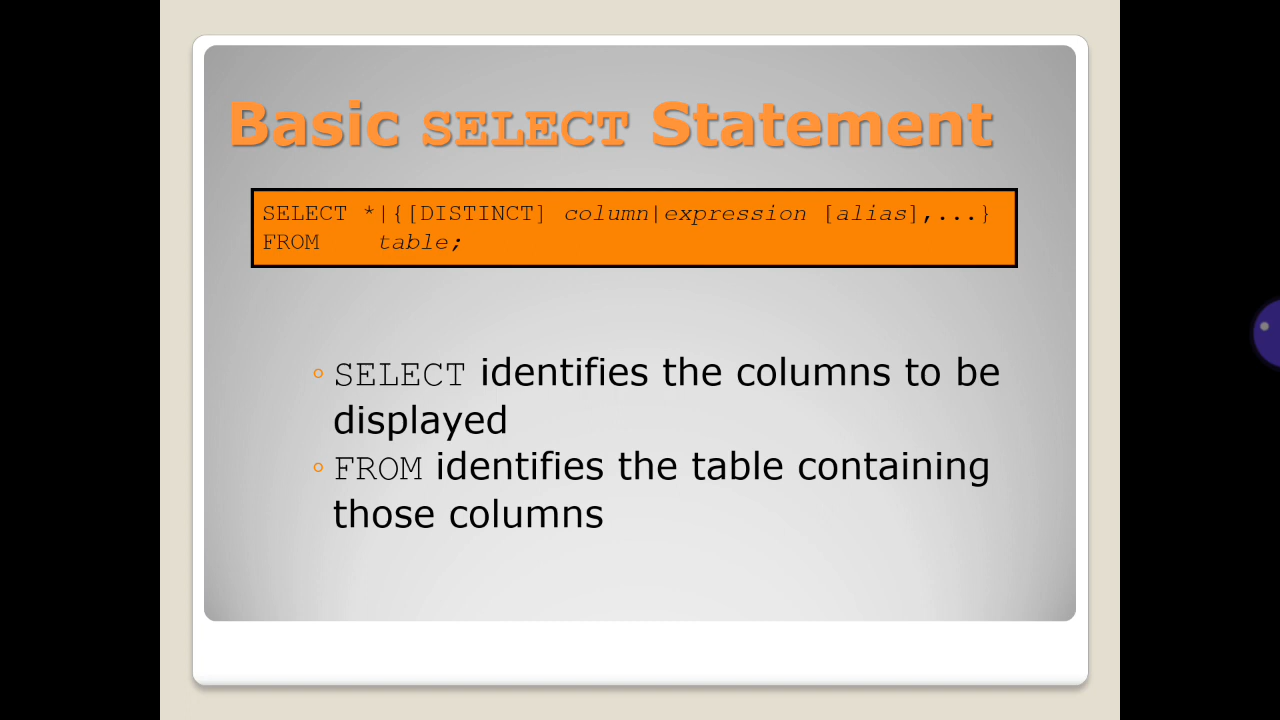 Basic SELECT Statement
SELECT *|{[DISTINCT] column|expression [alias],...}
FROM table;
◦ SELECT identifies the columns to be
displayed
◦ FROM identifies the table containing
those columns